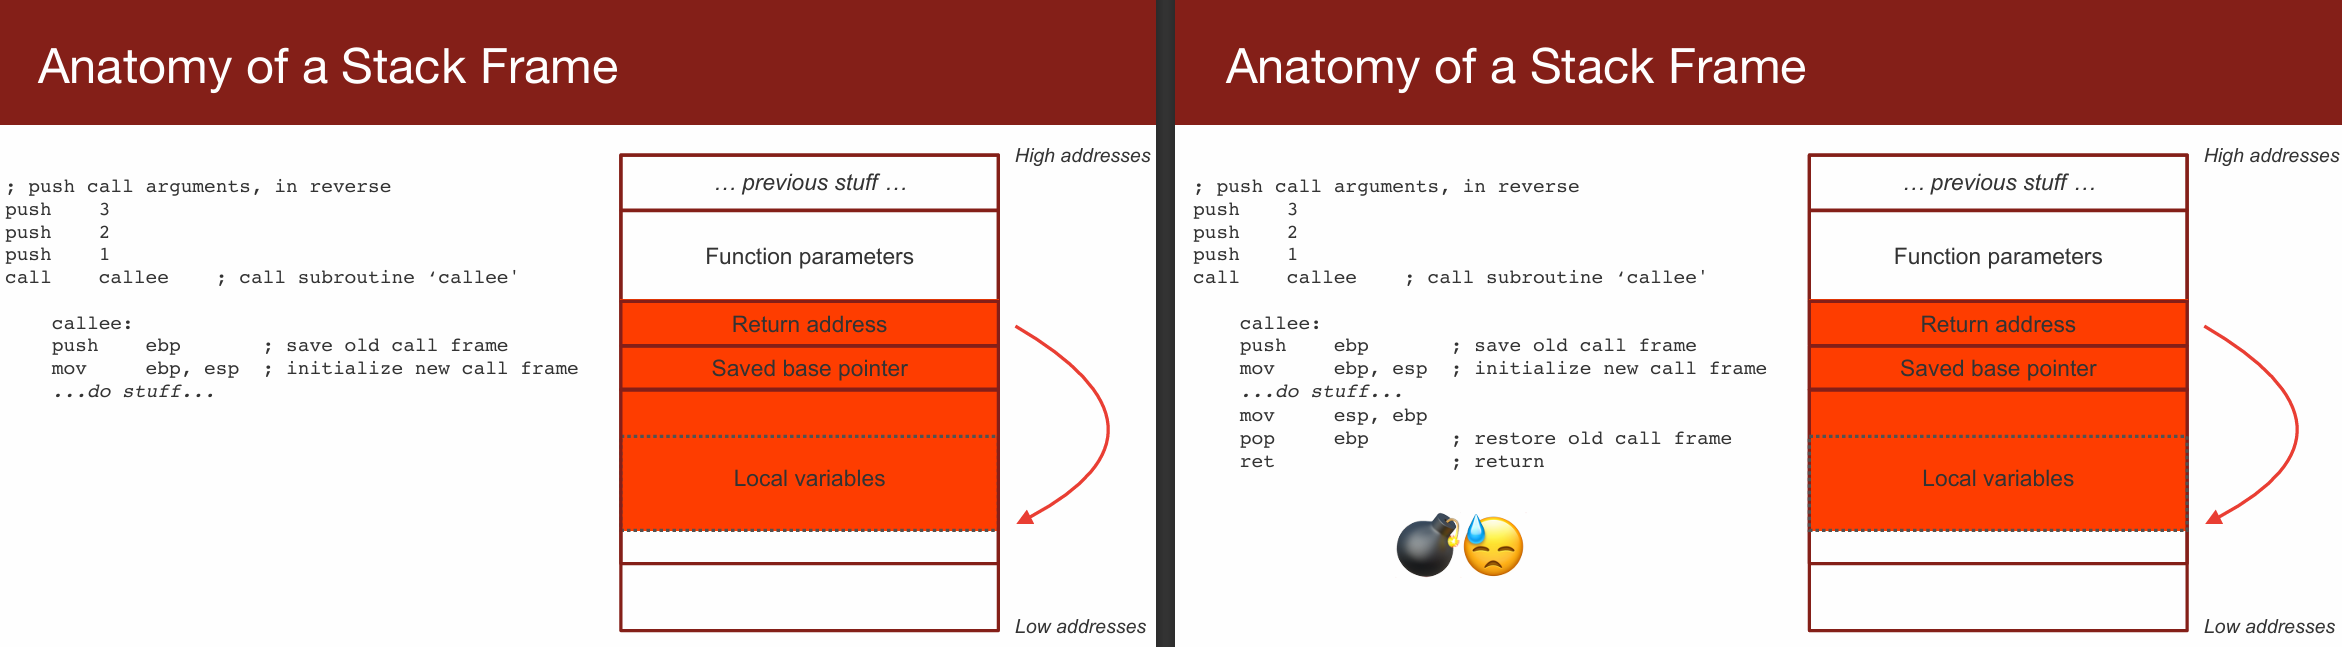 Anatomy of a Stack Frame
; push call arguments, in reverse
push    3
push    2
push    1
call    callee    ; call subroutine ‘callee'
callee:
push    ebp       ; save old call frame
mov     ebp, esp  ; initialize new call frame
...do stuff...
High addresses
... previous stuff ...
Function parameters
Return address
Saved base pointer
Local variables
Low addresses
Anatomy of a Stack Frame
; push call arguments, in reverse
push    3
push    2
push    1
call    callee    ; call subroutine ‘callee'
callee:
push    ebp       ; save old call frame
mov     ebp, esp  ; initialize new call frame
...do stuff...
mov     esp, ebp
pop     ebp       ; restore old call frame
ret               ; return
High addresses
... previous stuff ...
Function parameters
Return address
Saved base pointer
Local variables
Low addresses